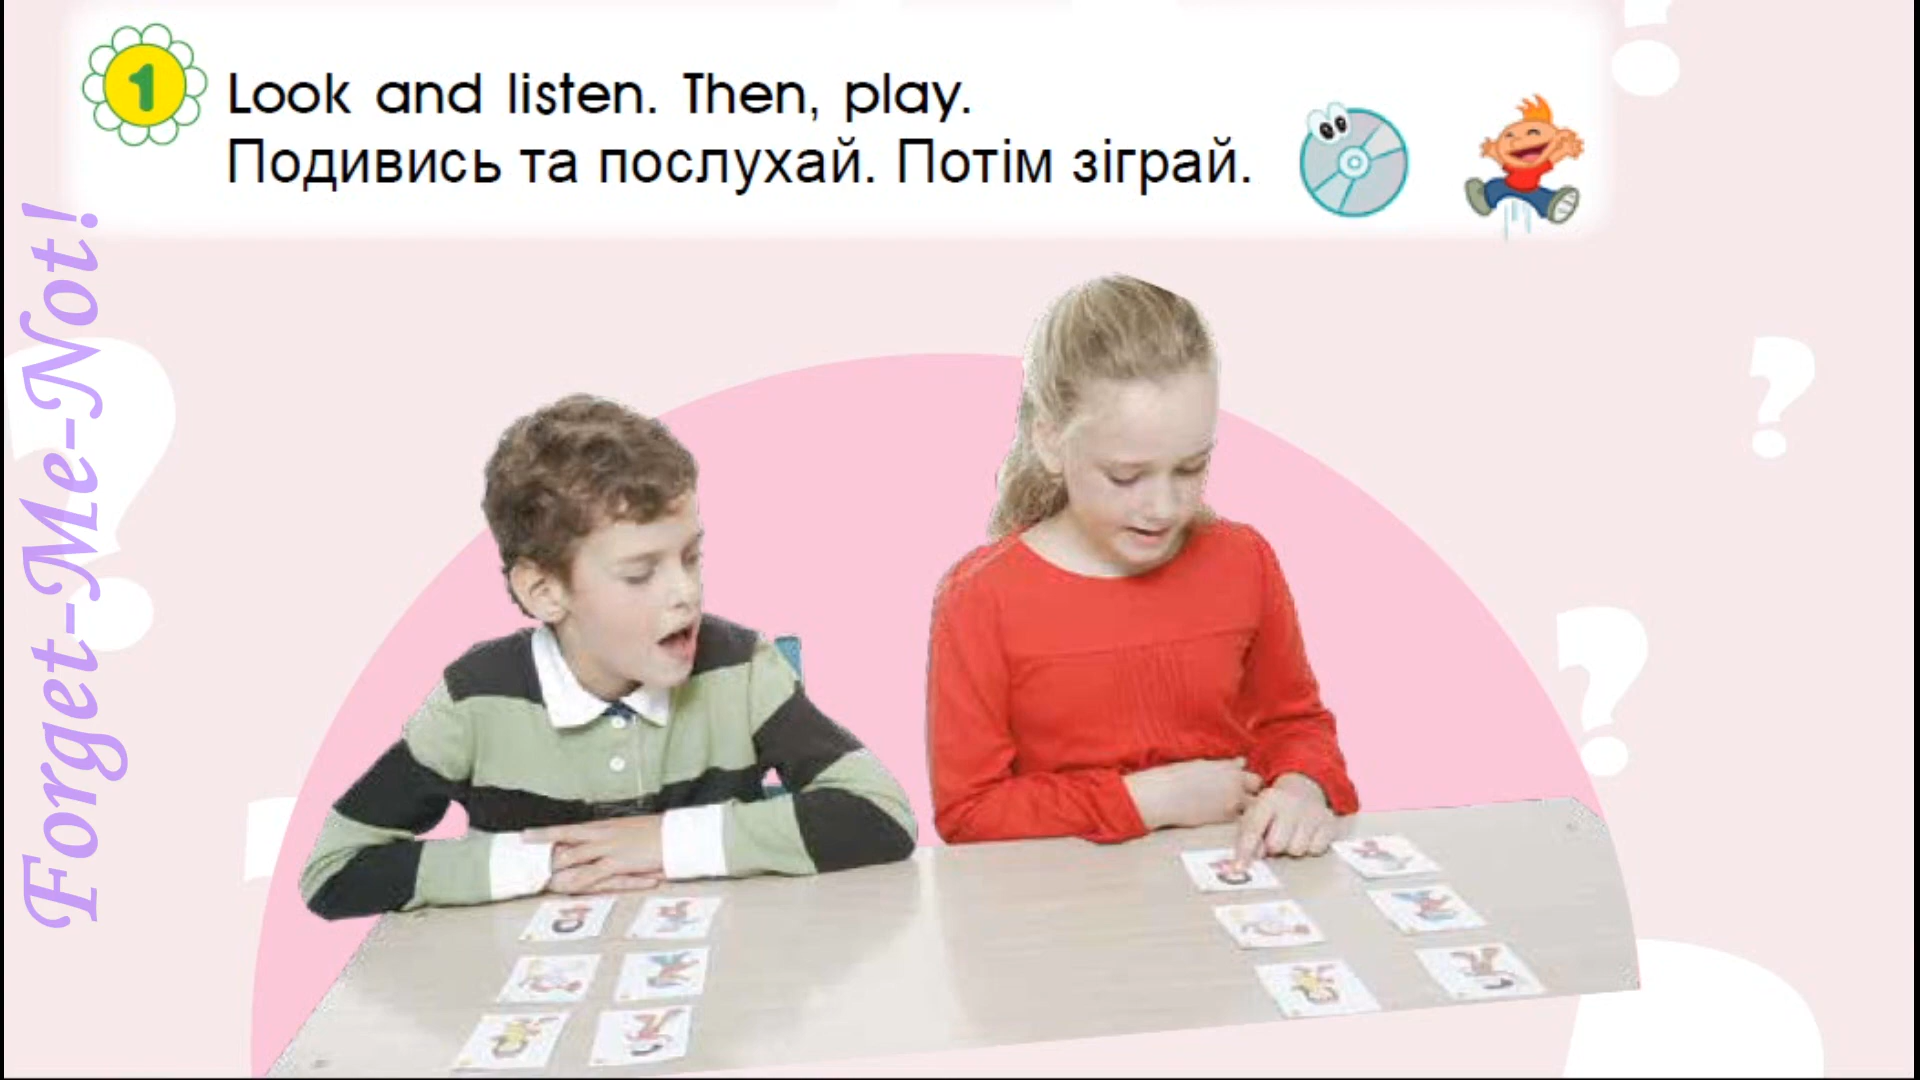 1
Look and listen. Then, play.
Подивись та послухай. Потім зіграй.
Forget-Me-Not!